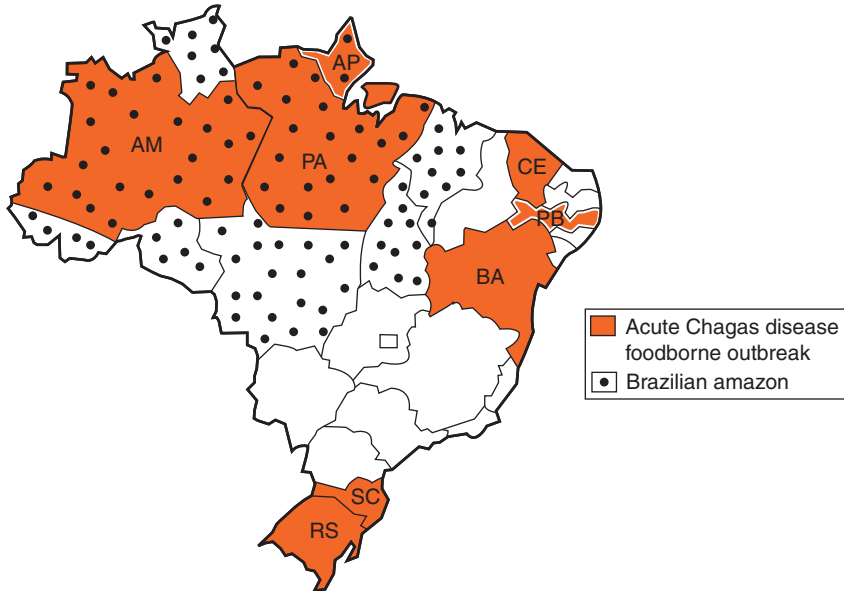 AP
AM
PA
CE
PB
BA
Acute Chagas disease
foodborne outbreak
Brazilian amazon
SC
RS